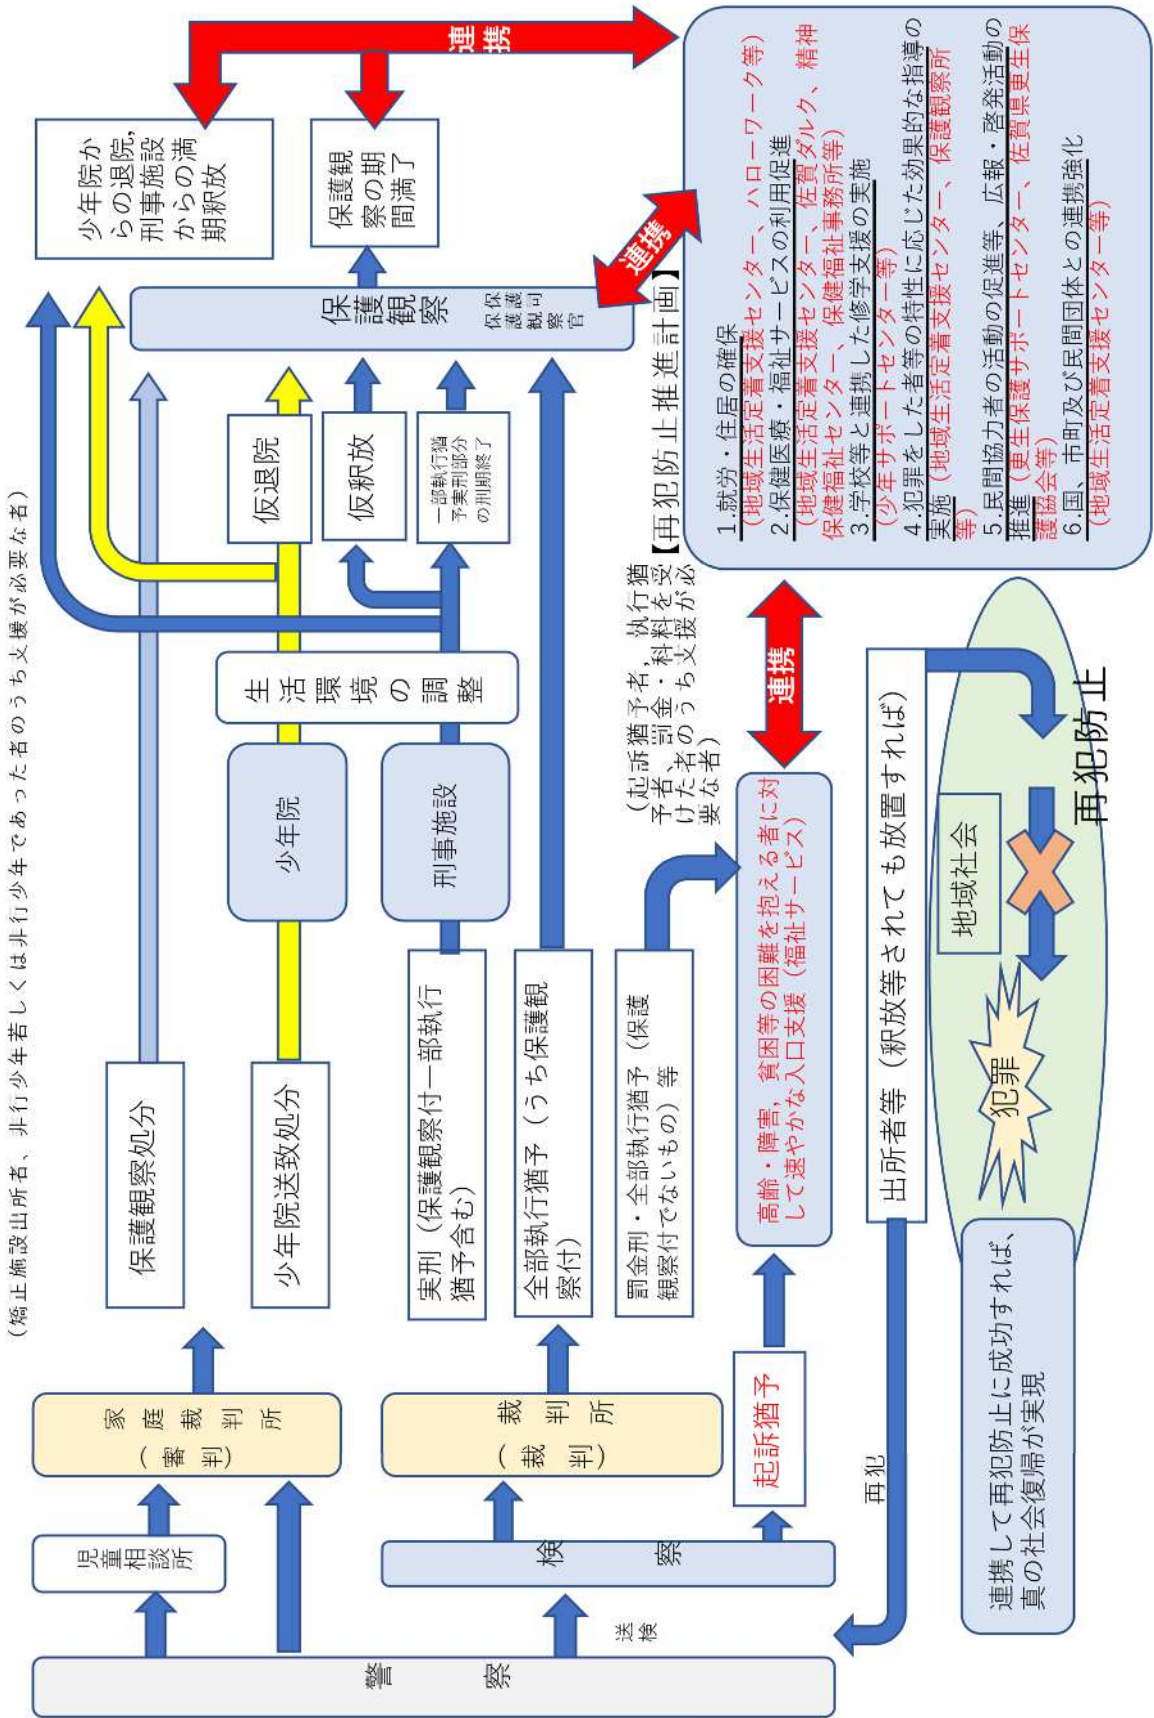 (矯正施設出所者、非行少年若しくは非行少年であった者のうち支援が必要な者)
警察
児童相談所
送検
家庭裁判所
(審判)
検察
裁判所
(裁判)
起訴猶予
保護観察処分
少年院送致処分
実刑(保護観察付一部執行
猶予含む)
全部執行猶予(うち保護観
察付)
罰金刑・全部執行猶予(保護
観察付でないもの)等
少年院
刑事施設
生活環境の調整
仮退院
仮釈放
一部執行猶
予実刑部分
の刑期終了
保護観察
保護司
保護観察官
少年院か
らの退院,
刑事施設
からの満
期釈放
保護観
察の期
間満了
連携
連携
高齢・障害,貧困等の困難を抱える者に対
して速やかな入口支援(福祉サービス)
(起訴猶予者,執行猶
予者、罰金・科料を受
けた者のうち支援が必
要な者)
連携
【再犯防止推進計画】
1.就労・住居の確保
(地域生活定着支援センター、ハローワーク等)
2.保健医療・福祉サービスの利用促進
(地域生活定着支援センター、佐賀ダルク、精神
保健福祉センター、保健福祉事務所等)
3.学校等と連携した修学支援の実施
(少年サポートセンター等)
4.犯罪をした者等の特性に応じた効果的な指導の
実施(地域生活定着支援センター、保護観察所
等)
5.民間協力者の活動の促進等、広報・啓発活動の
推進(更生保護サポートセンター、佐賀県更生保
護協会等)
6.国、市町及び民間団体との連携強化
(地域生活定着支援センター等)
再犯
出所者等(釈放等されても放置すれば)
地域社会
犯罪
再犯防止
連携して再犯防止に成功すれば、
真の社会復帰が実現